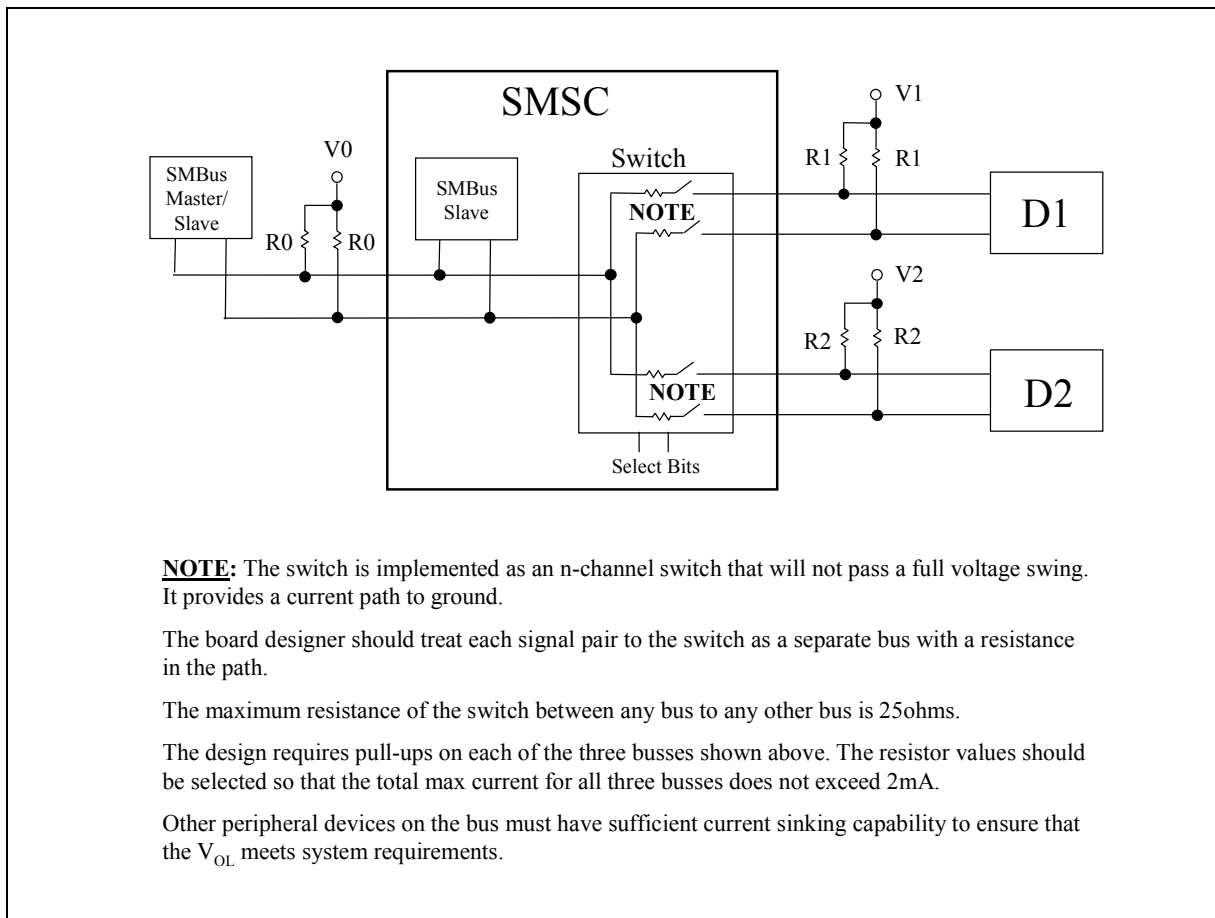 SMSC
V1
V0
R1
R1
Switch
SMBus
Master/
Slave
SMBus
Slave
NOTE
D1
R0
R0
V2
R2
R2
NOTE
D2
Select Bits
NOTE: The switch is implemented as an n-channel switch that will not pass a full voltage swing.
It provides a current path to ground.
The board designer should treat each signal pair to the switch as a separate bus with a resistance
in the path.
The maximum resistance of the switch between any bus to any other bus is 25ohms.
The design requires pull-ups on each of the three busses shown above. The resistor values should
be selected so that the total max current for all three busses does not exceed 2mA.
Other peripheral devices on the bus must have sufficient current sinking capability to ensure that
the VOL meets system requirements.